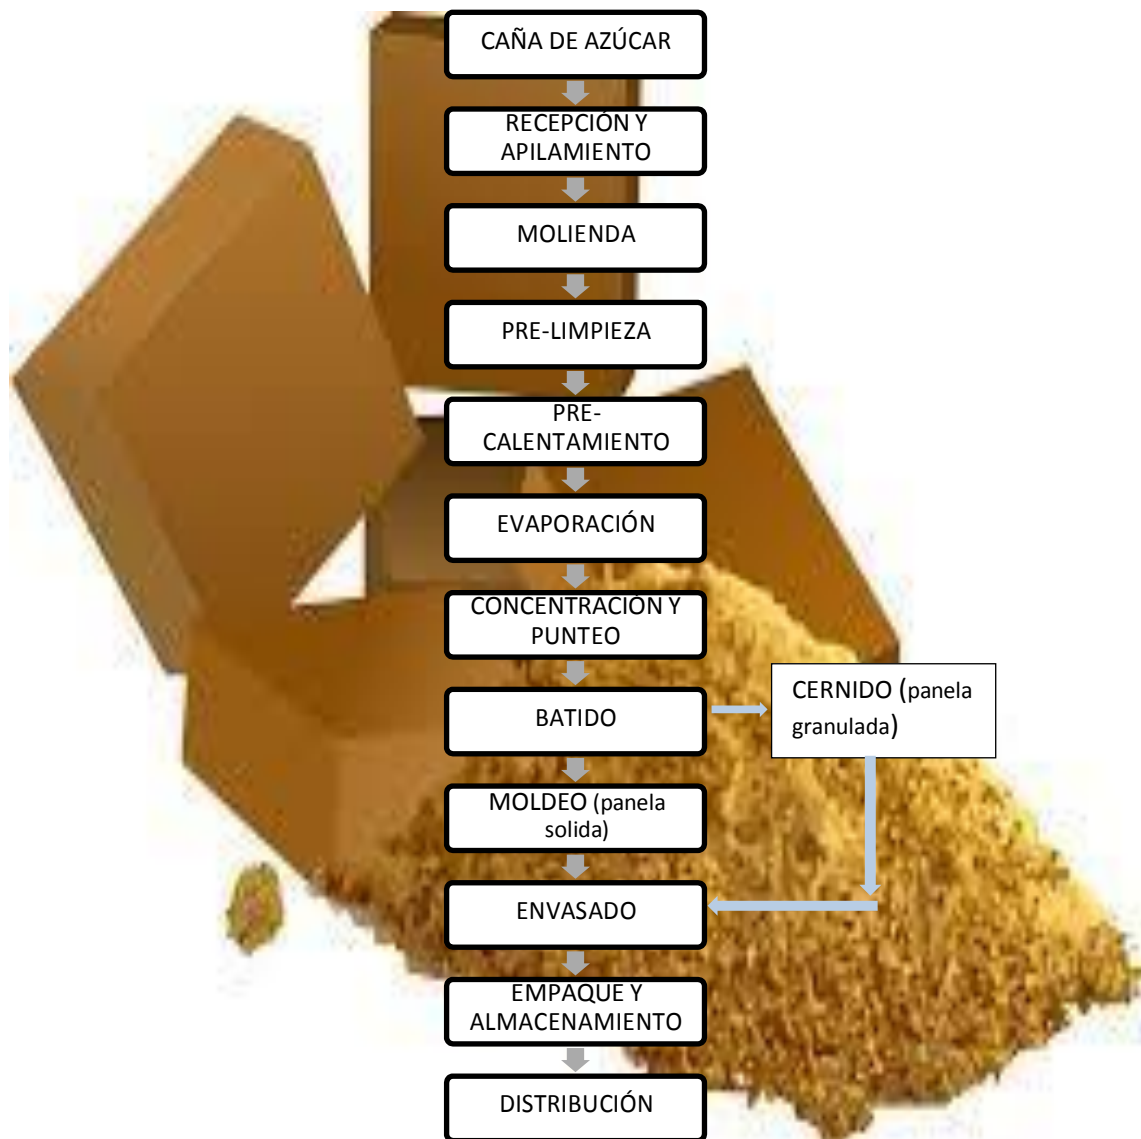 CAÑA DE AZÚCAR
RECEPCIÓN Y
APILAMIENTO
MOLIENDA
PRE-LIMPIEZA
PRE-
CALENTAMIENTO
EVAPORACIÓN
CONCENTRACIÓN Y
PUNTEO
BATIDO
CERNIDO (panela
granulada)
MOLDEO (panela
solida)
ENVASADO
EMPAQUE Y
ALMACENAMIENTO
DISTRIBUCIÓN